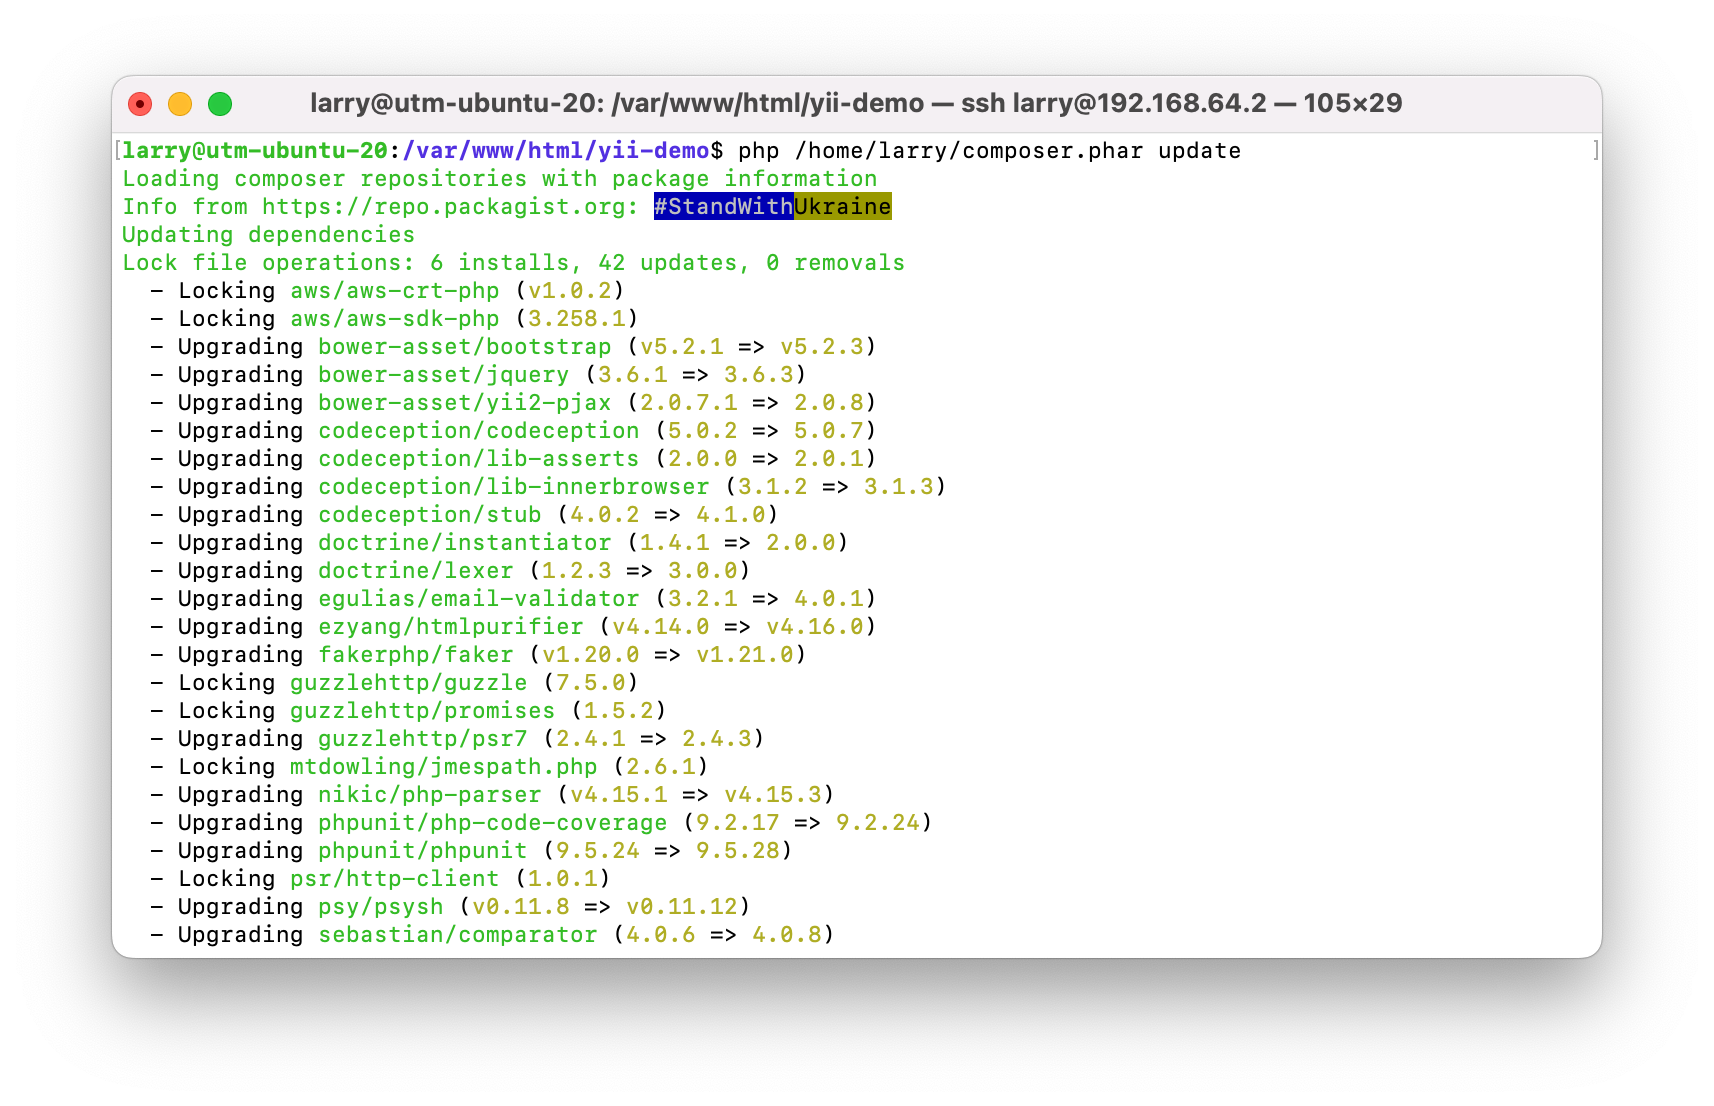 larry@utm-ubuntu-20: /var/www/html/yii-demo — ssh larry@192.168.64.2 — 105×29
[larry@utm-ubuntu-20:/var/www/html/yii-demo$ php /home/larry/composer.phar update ]
Loading composer repositories with package information
Info from https://repo.packagist.org: #StandWithUkraine
Updating dependencies
Lock file operations: 6 installs, 42 updates, 0 removals
  - Locking aws/aws-crt-php (v1.0.2)
  - Locking aws/aws-sdk-php (3.258.1)
  - Upgrading bower-asset/bootstrap (v5.2.1 => v5.2.3)
  - Upgrading bower-asset/jquery (3.6.1 => 3.6.3)
  - Upgrading bower-asset/yii2-pjax (2.0.7.1 => 2.0.8)
  - Upgrading codeception/codeception (5.0.2 => 5.0.7)
  - Upgrading codeception/lib-asserts (2.0.0 => 2.0.1)
  - Upgrading codeception/lib-innerbrowser (3.1.2 => 3.1.3)
  - Upgrading codeception/stub (4.0.2 => 4.1.0)
  - Upgrading doctrine/instantiator (1.4.1 => 2.0.0)
  - Upgrading doctrine/lexer (1.2.3 => 3.0.0)
  - Upgrading egulias/email-validator (3.2.1 => 4.0.1)
  - Upgrading ezyang/htmlpurifier (v4.14.0 => v4.16.0)
  - Upgrading fakerphp/faker (v1.20.0 => v1.21.0)
  - Locking guzzlehttp/guzzle (7.5.0)
  - Locking guzzlehttp/promises (1.5.2)
  - Upgrading guzzlehttp/psr7 (2.4.1 => 2.4.3)
  - Locking mtdowling/jmespath.php (2.6.1)
  - Upgrading nikic/php-parser (v4.15.1 => v4.15.3)
  - Upgrading phpunit/php-code-coverage (9.2.17 => 9.2.24)
  - Upgrading phpunit/phpunit (9.5.24 => 9.5.28)
  - Locking psr/http-client (1.0.1)
  - Upgrading psy/psysh (v0.11.8 => v0.11.12)
  - Upgrading sebastian/comparator (4.0.6 => 4.0.8)